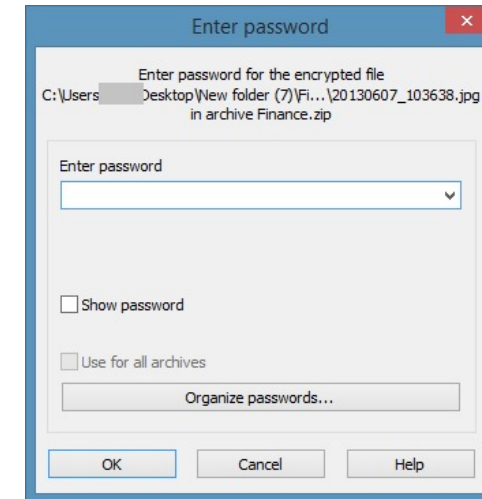 Enter password
Enter password for the encrypted file
C:\Users Desktop\New folder (7)\Fi...\20130607_103638.jpg
in archive Finance.zip
Enter password
Show password
Use for all archives
Organize passwords...
OK Cancel Help